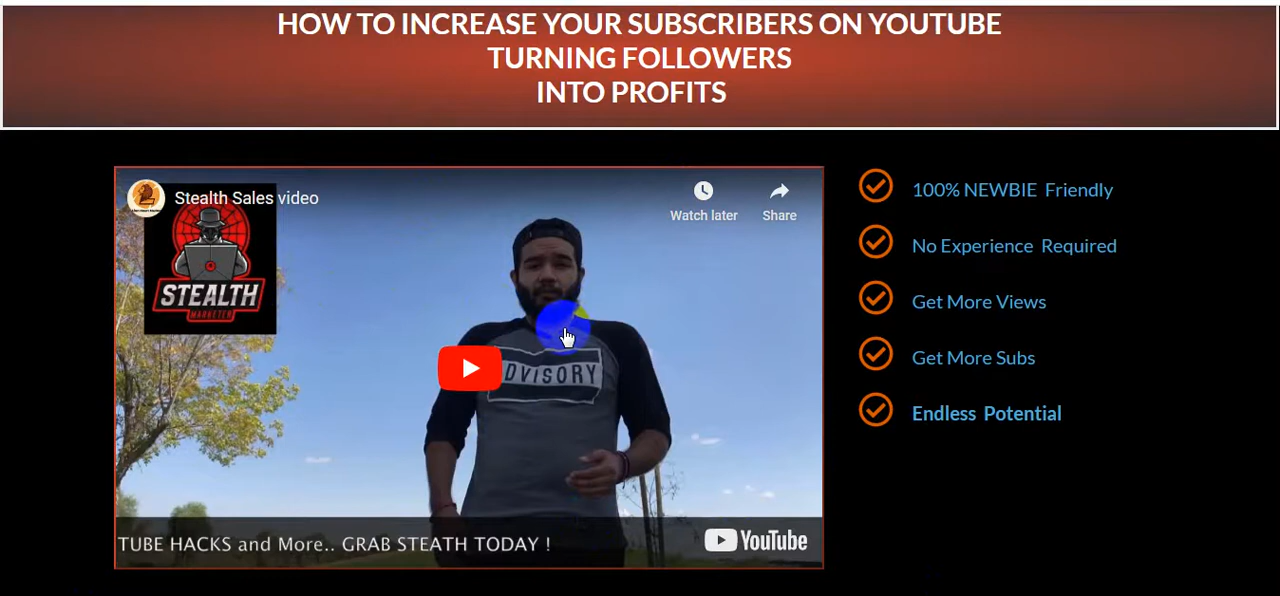 HOW TO INCREASE YOUR SUBSCRIBERS ON YOUTUBE
TURNING FOLLOWERS
INTO PROFITS
Stealth Sales video
Watch later
Share
STEALTH
MARKETER
DVISORY
TUBE HACKS and More.. GRAB STEATH TODAY !
YouTube
100% NEWBIE Friendly
No Experience Required
Get More Views
Get More Subs
Endless Potential